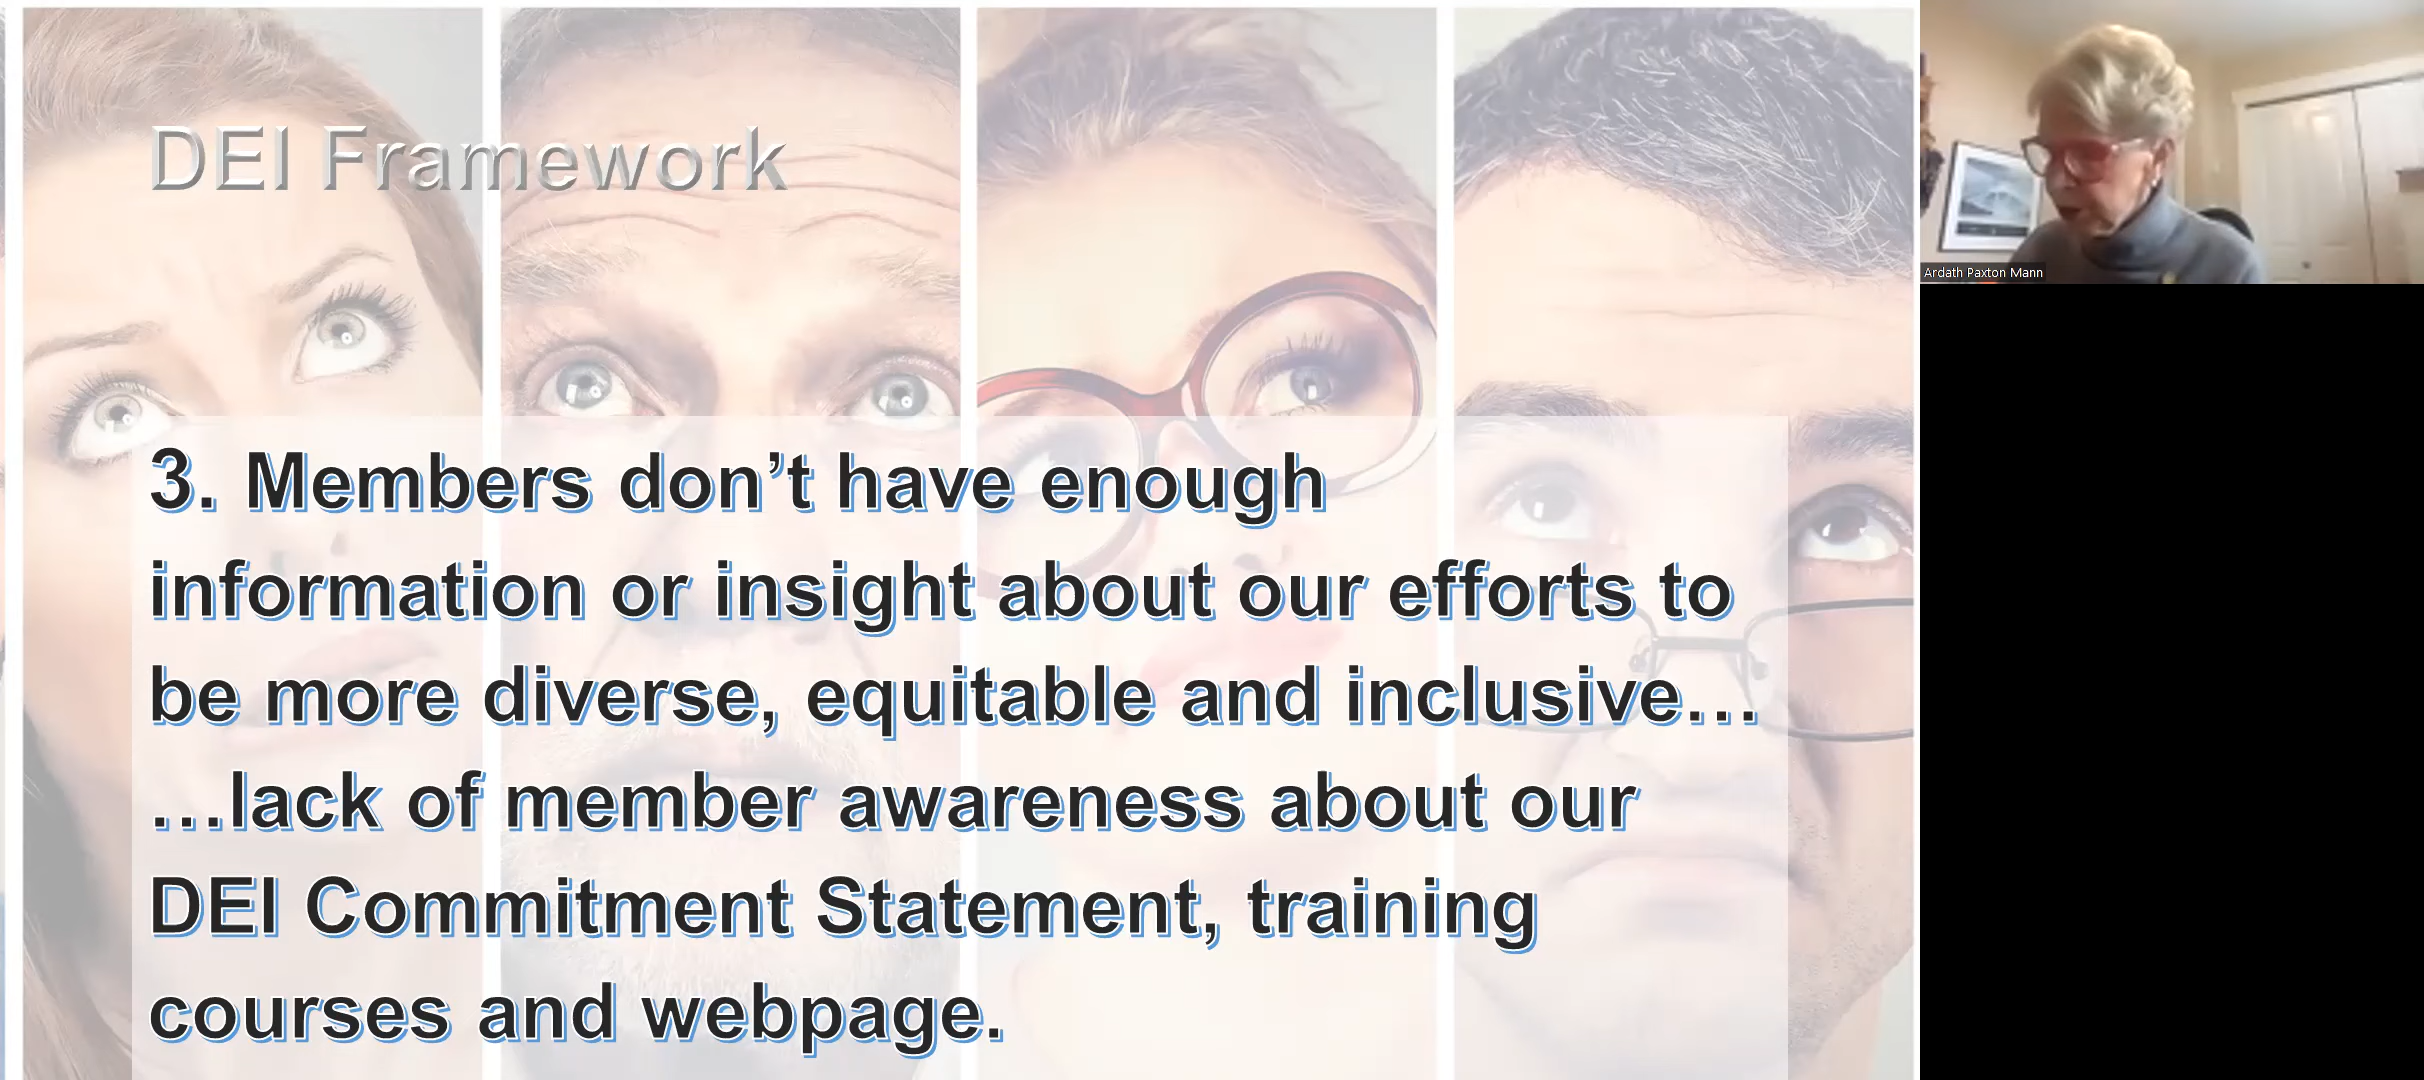 DEI Framework
3. Members don’t have enough
information or insight about our efforts to
be more diverse, equitable and inclusive…
…lack of member awareness about our
DEI Commitment Statement, training
courses and webpage.
Ardath Paxton Mann